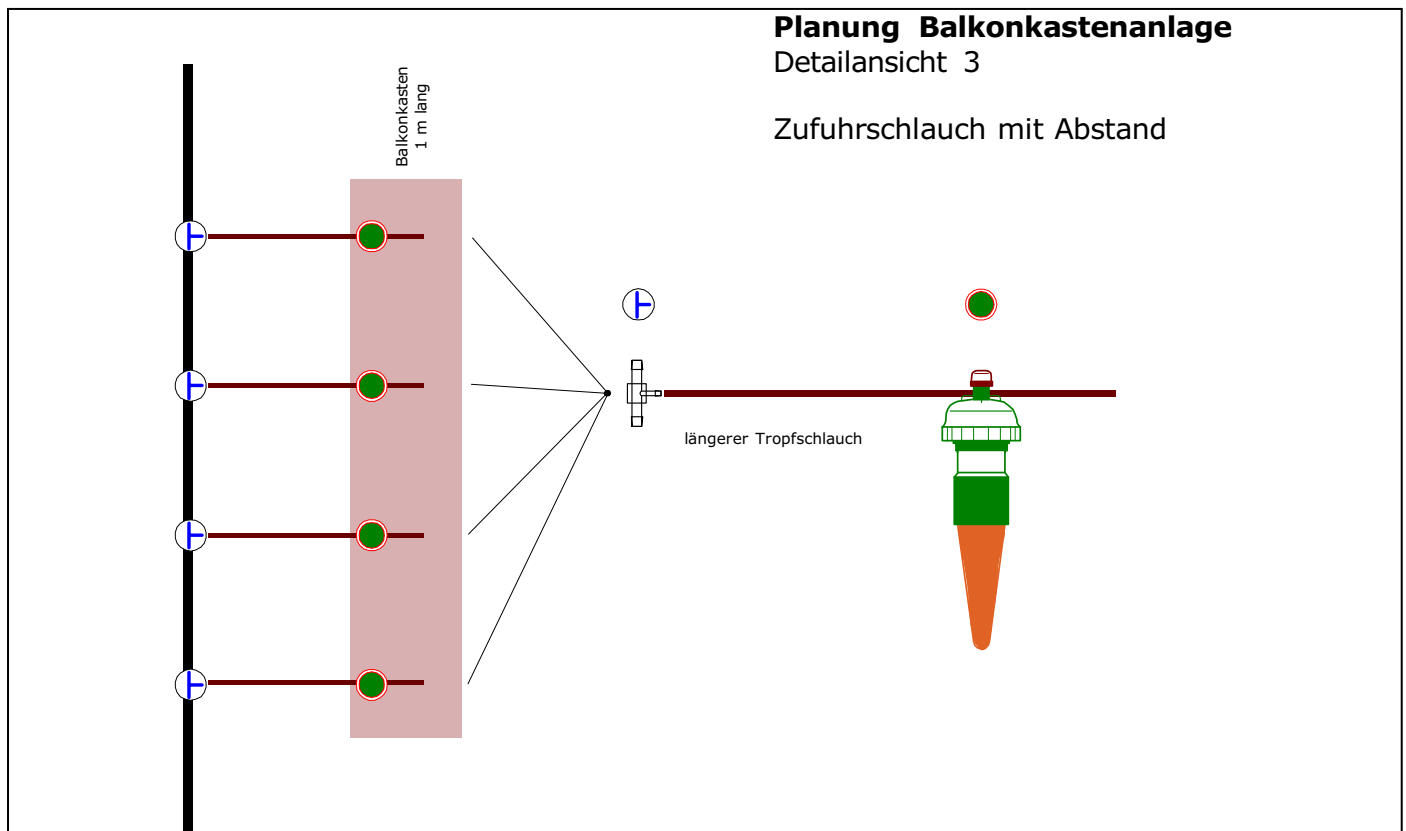 Planung Balkonkastenanlage
Detailansicht 3
Zufuhrschlauch mit Abstand
Balkonkasten
1 m lang
längerer Tropfschlauch